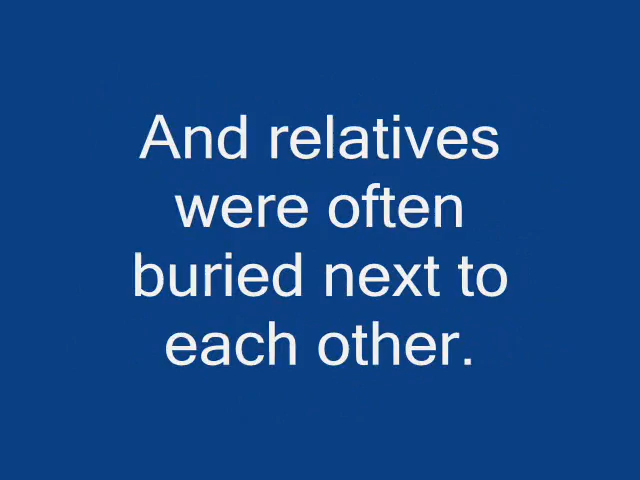 And relatives
were often
buried next to
each other.